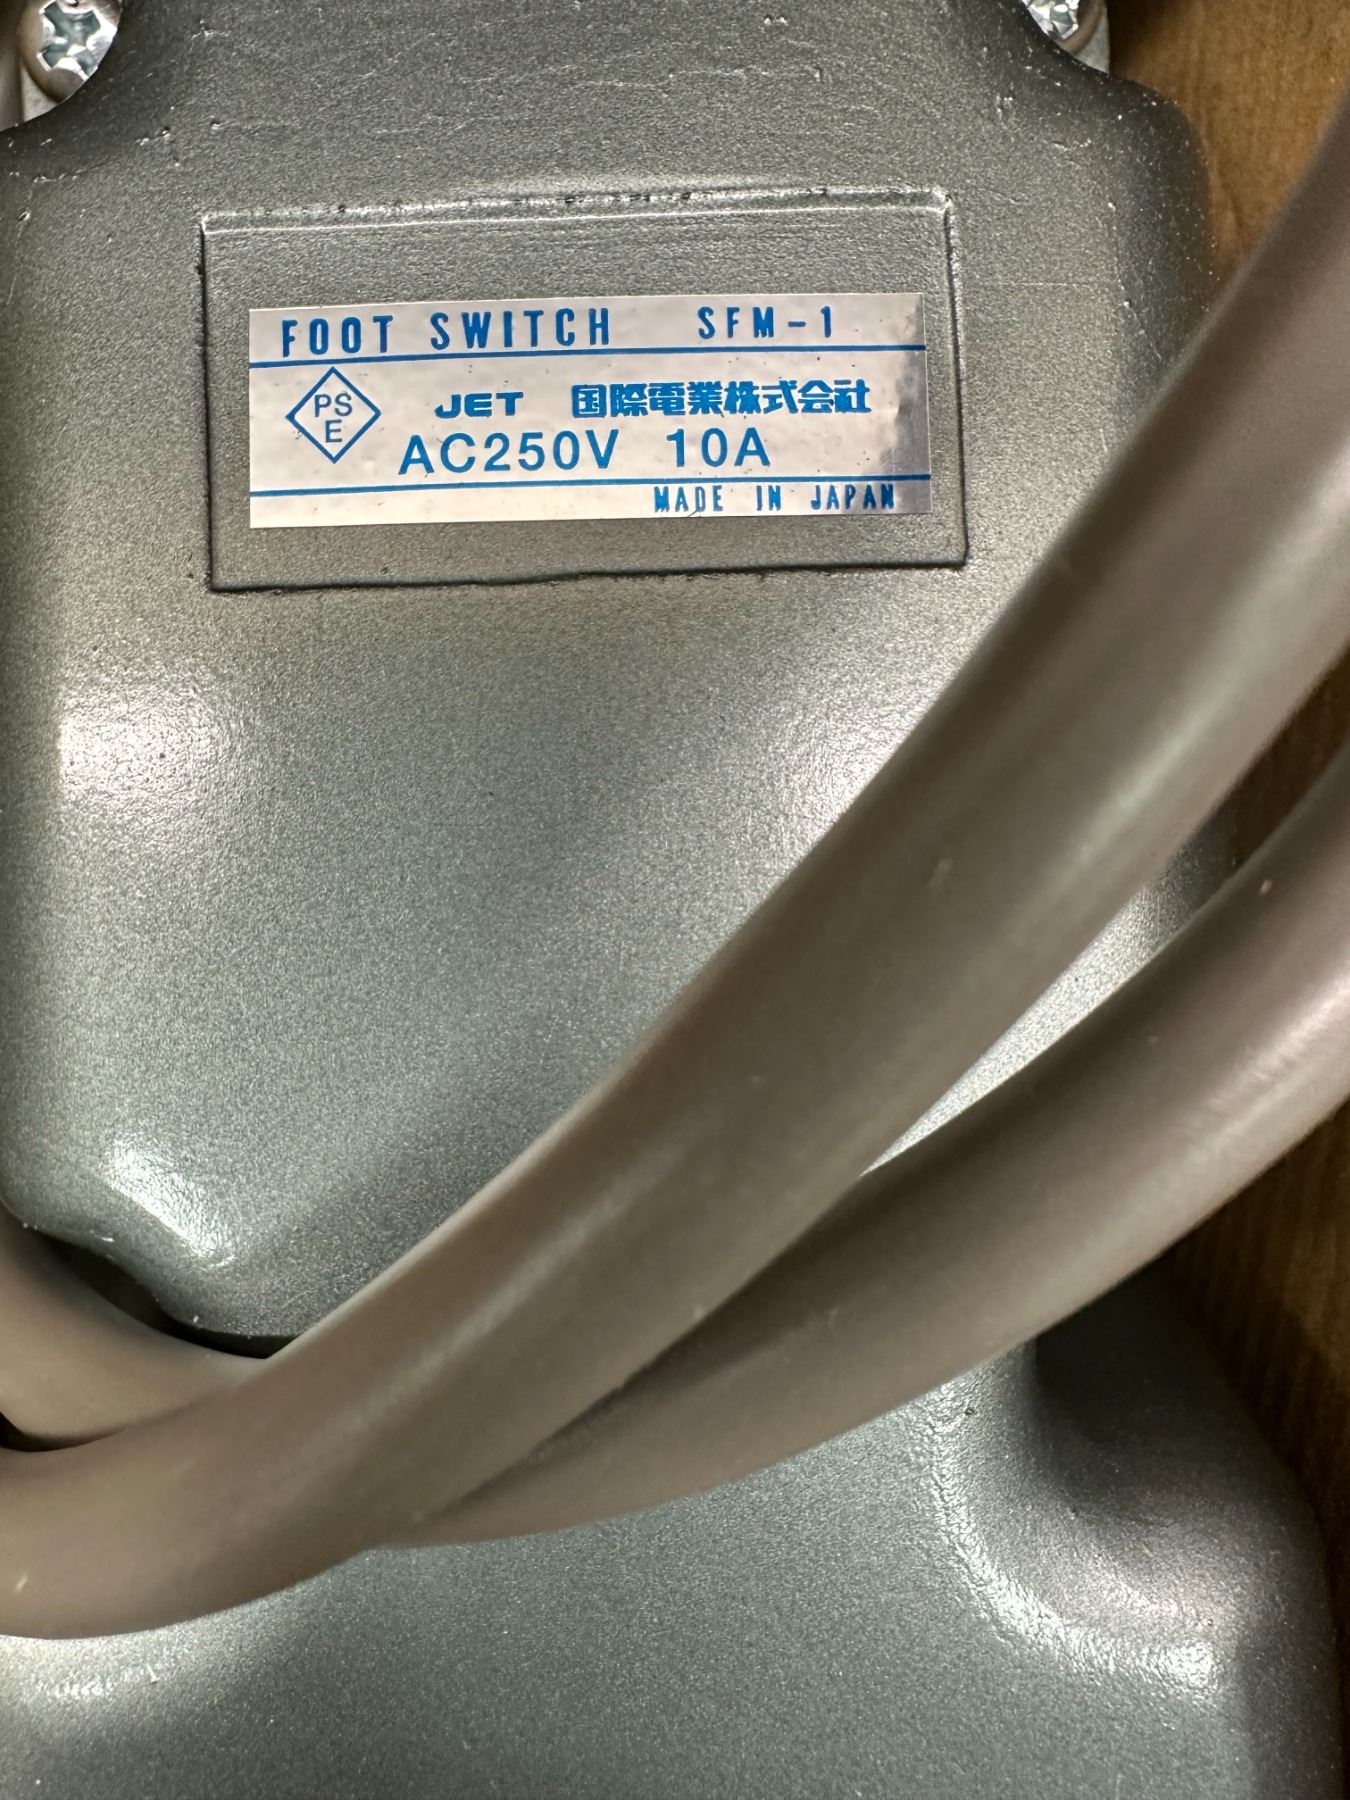 FOOT SWITCH SFM-1
PS
E
JET 国際電業株式会社
AC250V 10A
MADE IN JAPAN